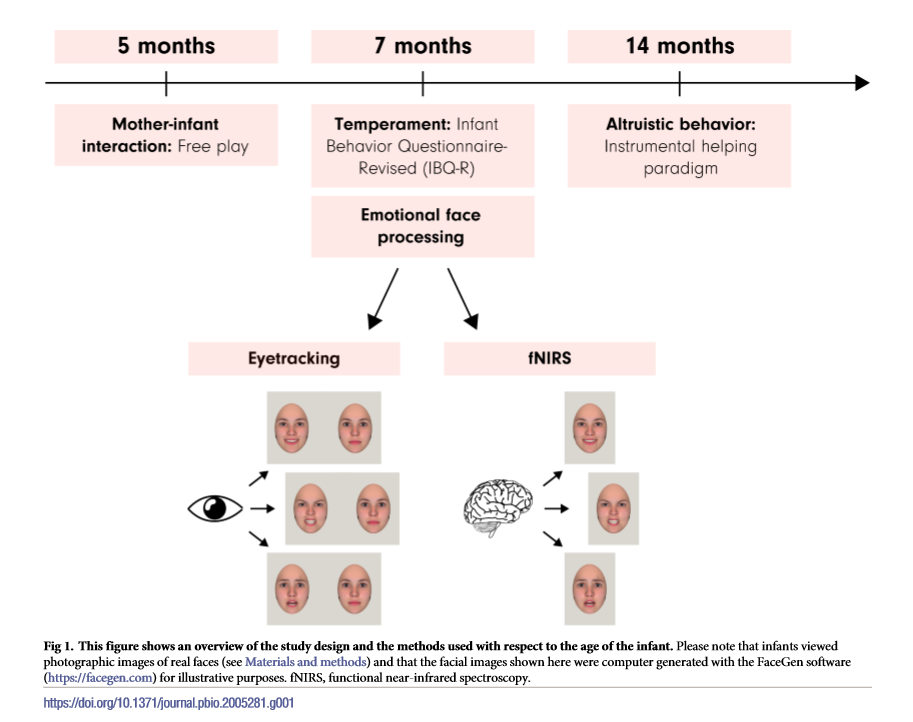 5 months
7 months
14 months
Mother-infant
interaction: Free play
Temperament: Infant
Behavior Questionnaire-
Revised (IBQ-R)
Altruistic behavior:
Instrumental helping
paradigm
Emotional face
processing
Eyetracking
fNIRS
Fig 1. This figure shows an overview of the study design and the methods used with respect to the age of the infant. Please note that infants viewed
photographic images of real faces (see Materials and methods) and that the facial images shown here were computer generated with the FaceGen software
(https://facegen.com) for illustrative purposes. fNIRS, functional near-infrared spectroscopy.
https://doi.org/10.1371/journal.pbio.2005281.g001